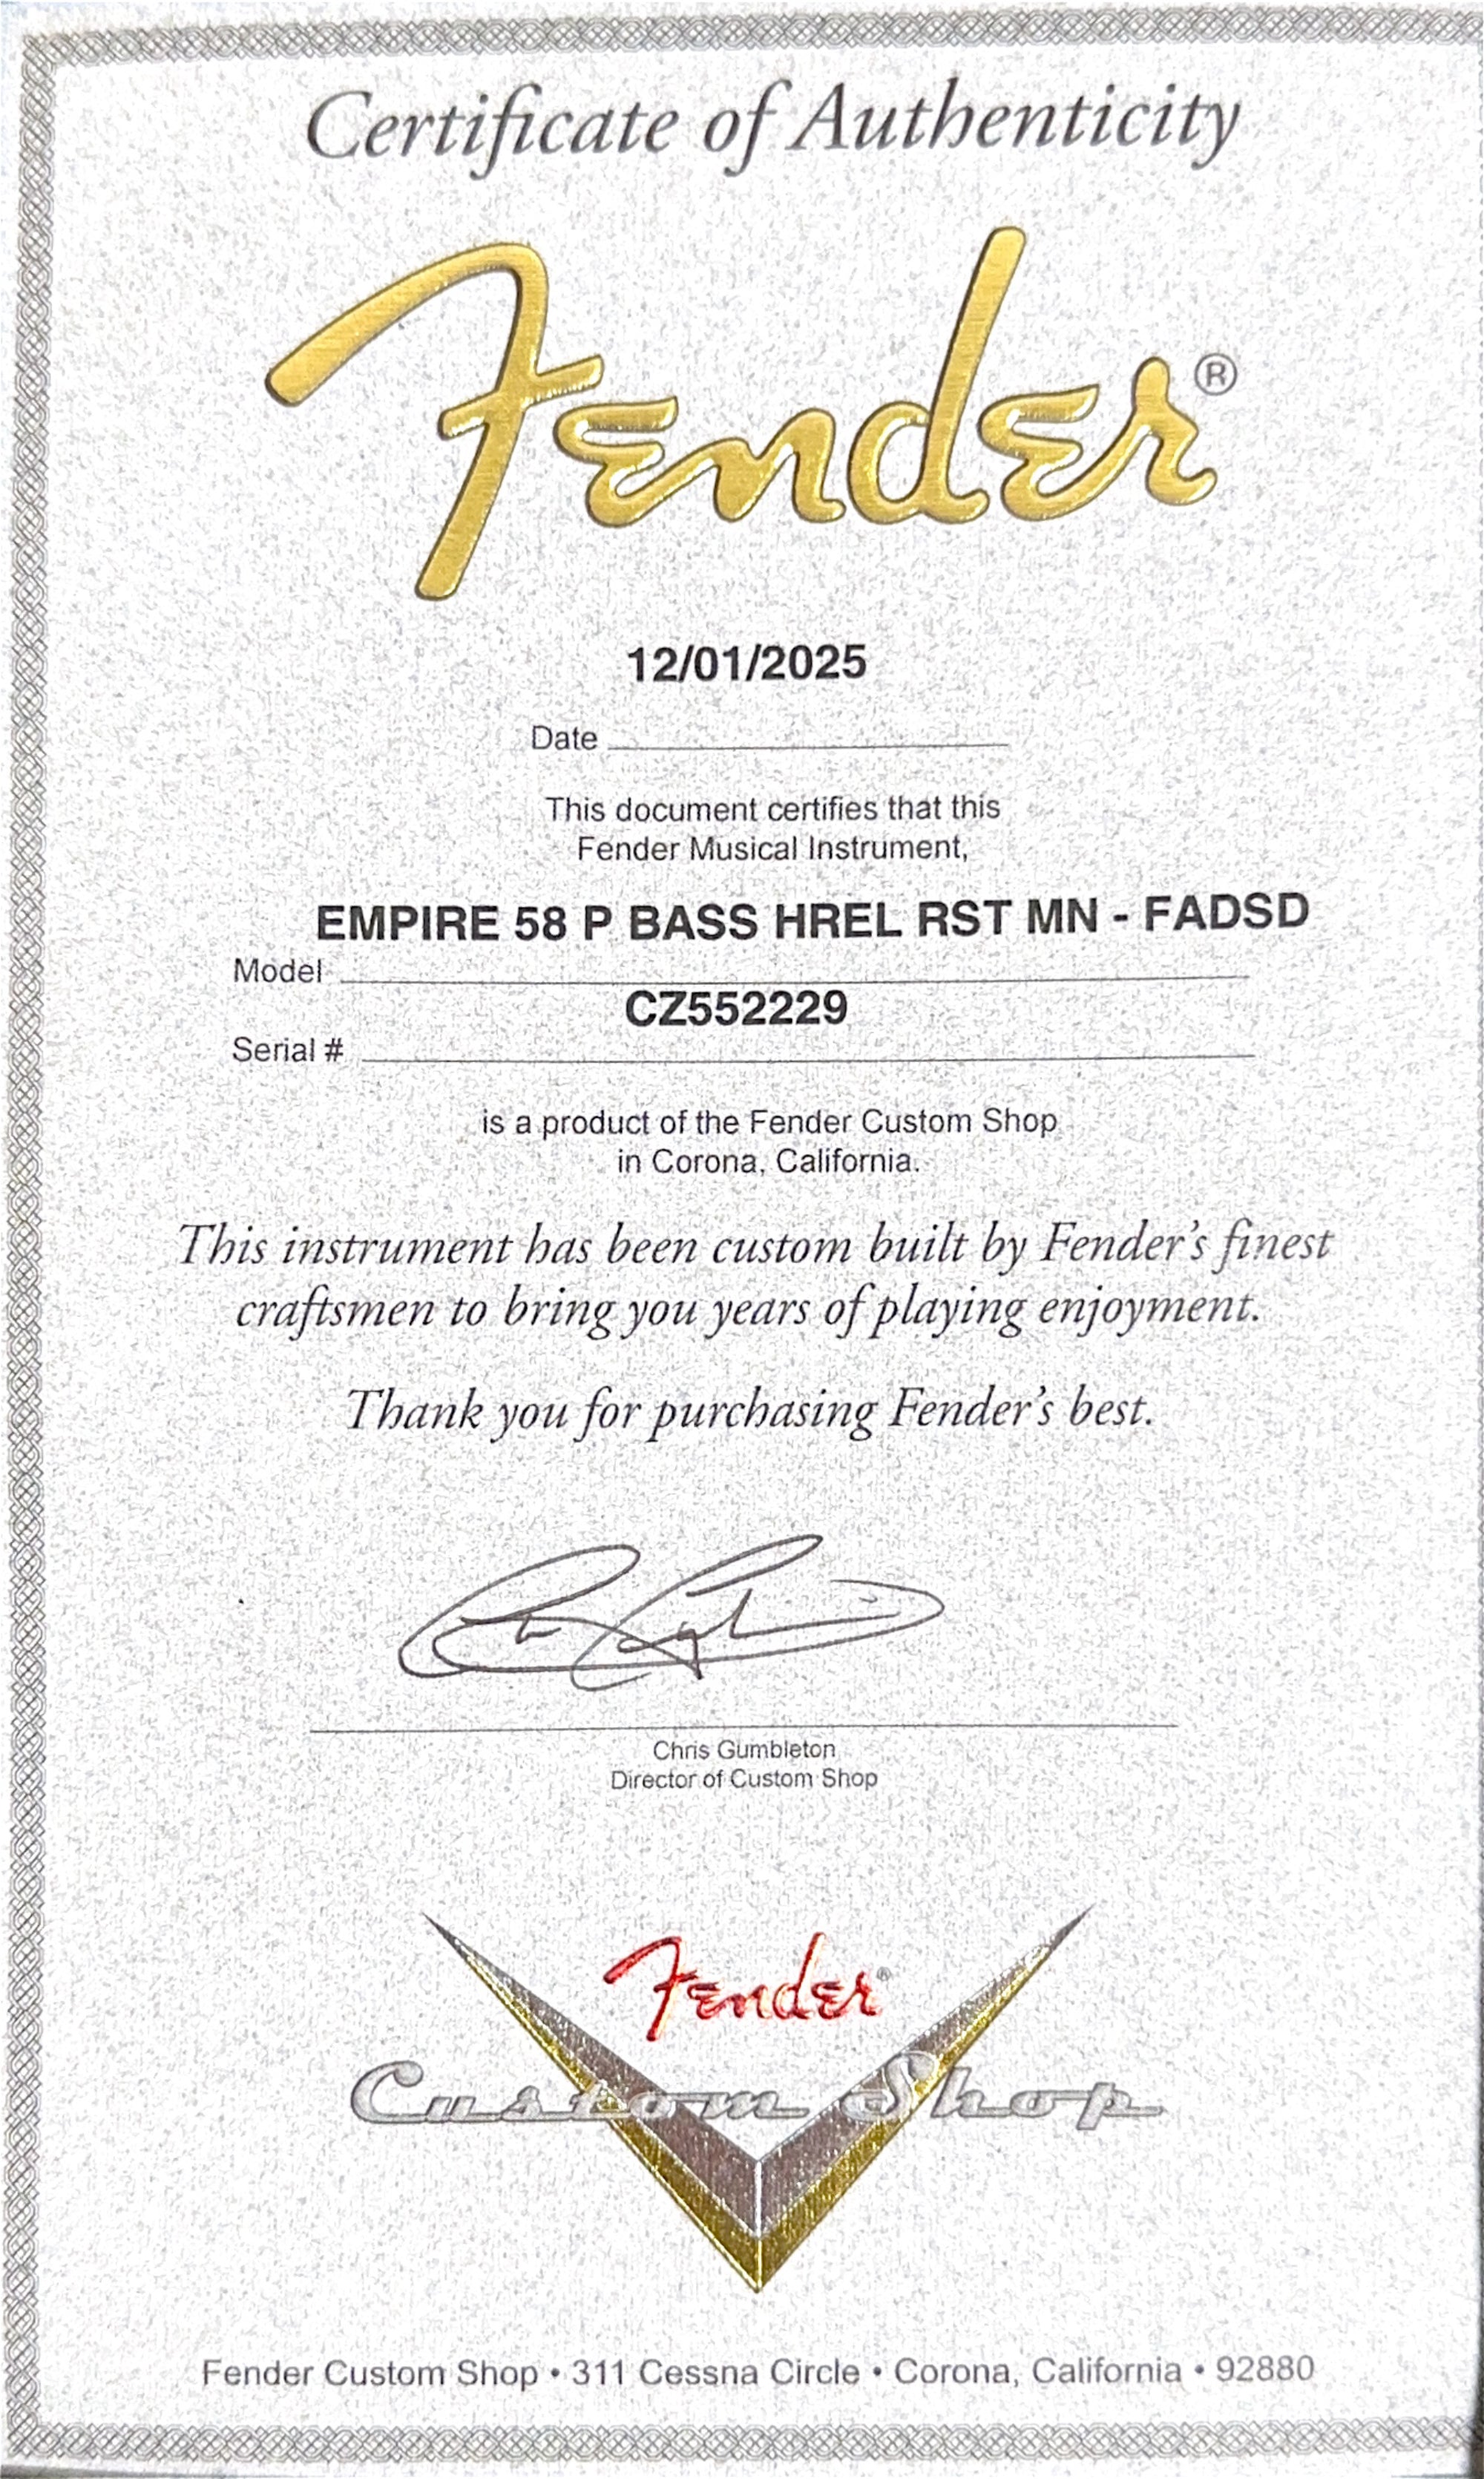 Certificate of Authenticity
Fender®
12/01/2025
Date
This document certifies that this
Fender Musical Instrument,
EMPIRE 58 P BASS HREL RST MN - FADSD
Model
CZ552229
Serial #
is a product of the Fender Custom Shop
in Corona, California.
This instrument has been custom built by Fender's finest
craftsmen to bring you years of playing enjoyment.
Thank you for purchasing Fender's best.
Chris Gumbleton
Director of Custom Shop
Fender®
Custom Shop
Fender Custom Shop • 311 Cessna Circle • Corona, California • 92880